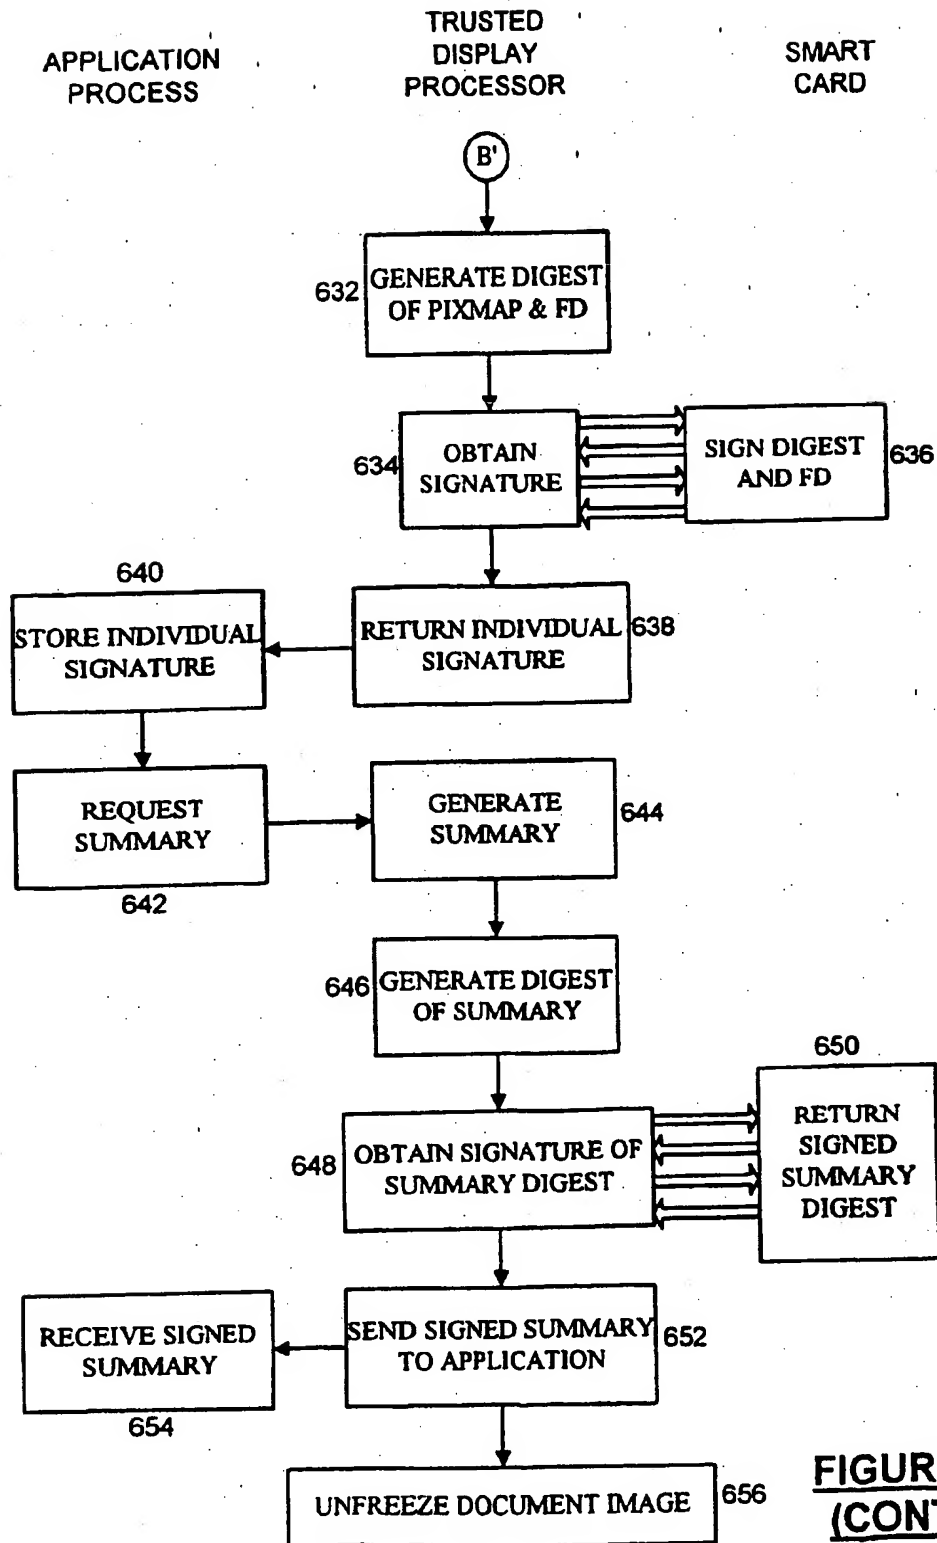 APPLICATION
PROCESS
TRUSTED
DISPLAY
PROCESSOR
SMART
CARD
B'
632
GENERATE DIGEST
OF PIXMAP & FD
634
OBTAIN
SIGNATURE
SIGN DIGEST
AND FD
636
640
STORE INDIVIDUAL
SIGNATURE
RETURN INDIVIDUAL
SIGNATURE
638
REQUEST
SUMMARY
642
GENERATE
SUMMARY
644
646
GENERATE DIGEST
OF SUMMARY
648
OBTAIN SIGNATURE OF
SUMMARY DIGEST
650
RETURN
SIGNED
SUMMARY
DIGEST
RECEIVE SIGNED
SUMMARY
654
SEND SIGNED SUMMARY
TO APPLICATION
652
UNFREEZE DOCUMENT IMAGE
656
FIGUR
(CONT